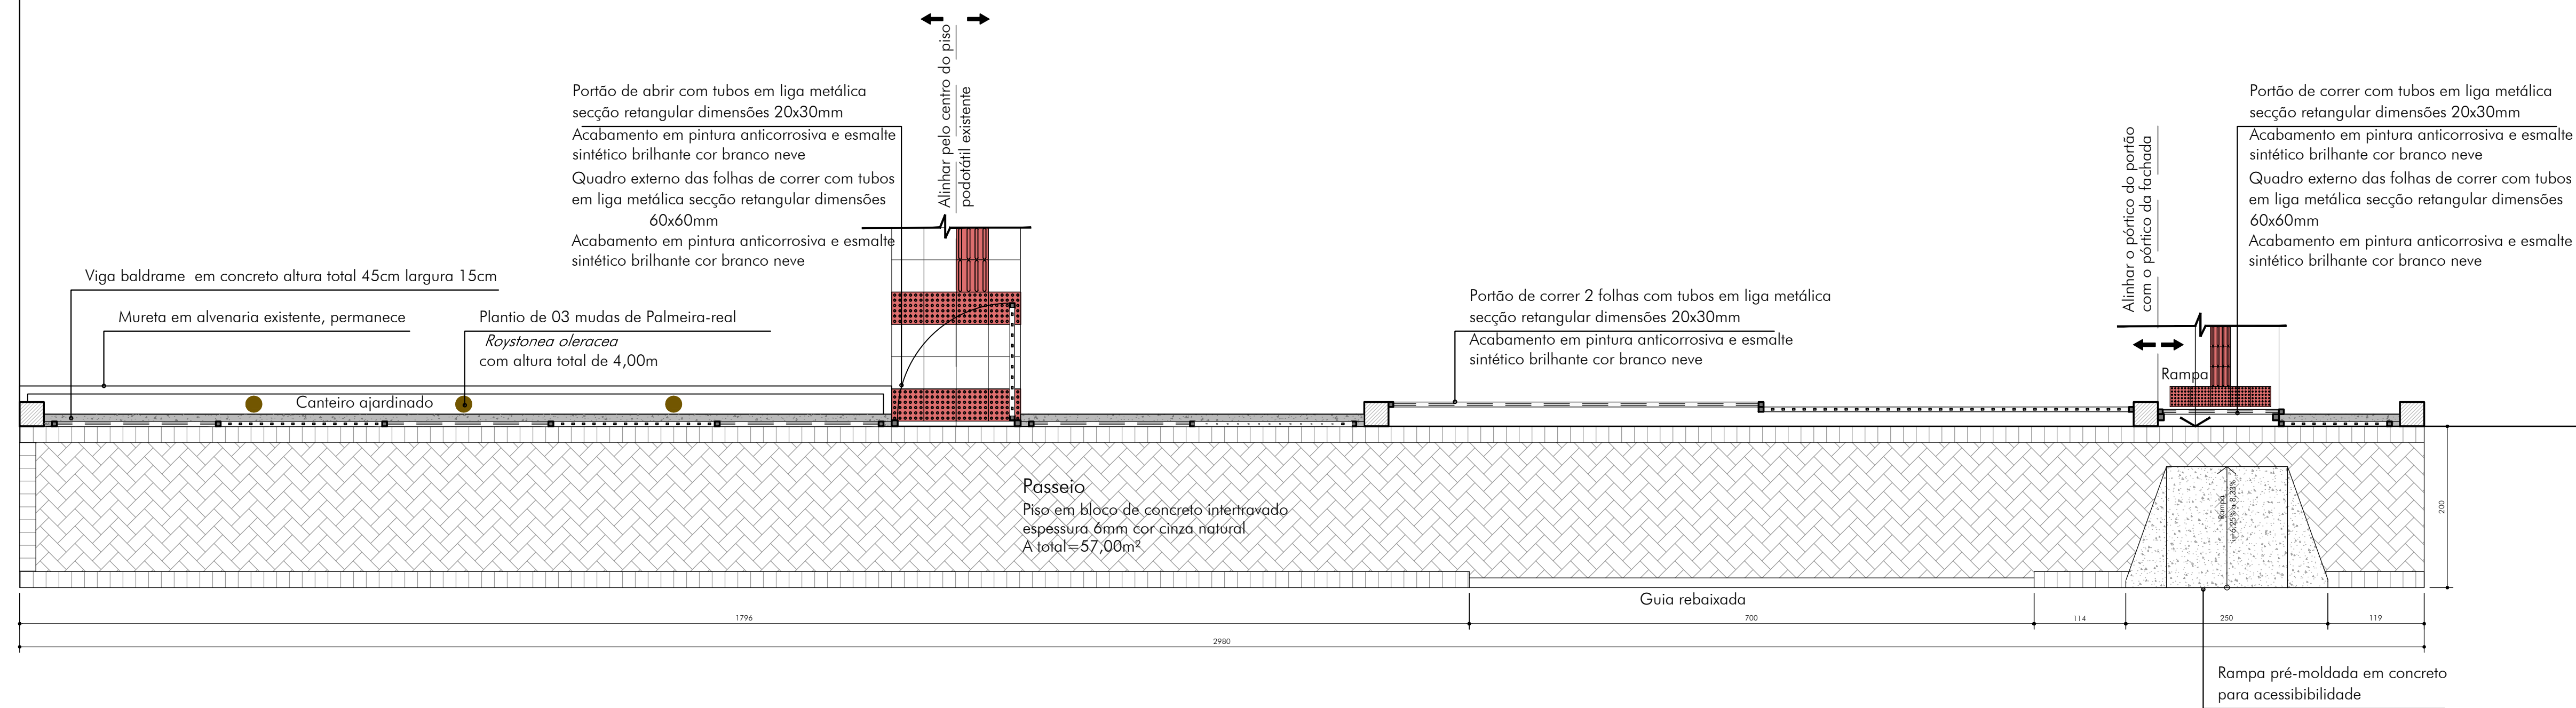 Alinhar pelo centro do piso
podotátil existente
Portão de abrir com tubos em liga metálica
secção retangular dimensões 20x30mm
Acabamento em pintura anticorrosiva e esmalte
sintético brilhante cor branco neve
Quadro externo das folhas de correr com tubos
em liga metálica secção retangular dimensões
60x60mm
Acabamento em pintura anticorrosiva e esmalte
sintético brilhante cor branco neve
Portão de correr com tubos em liga metálica
secção retangular dimensões 20x30mm
Acabamento em pintura anticorrosiva e esmalte
sintético brilhante cor branco neve
Quadro externo das folhas de correr com tubos
em liga metálica secção retangular dimensões
60x60mm
Acabamento em pintura anticorrosiva e esmalte
sintético brilhante cor branco neve
Alinhar o pórtico do portão
com o pórtico da fachada
Viga baldrame  em concreto altura total 45cm largura 15cm
Mureta em alvenaria existente, permanece
Plantio de 03 mudas de Palmeira-real
Roystonea oleracea
com altura total de 4,00m
Portão de correr 2 folhas com tubos em liga metálica
secção retangular dimensões 20x30mm
Acabamento em pintura anticorrosiva e esmalte
sintético brilhante cor branco neve
Rampa
Canteiro ajardinado
Passeio
Piso em bloco de concreto intertravado
espessura 6mm cor cinza natural
A total=57,00m²
Rampa
200
Guia rebaixada
1796
700
114
250
119
2980
Rampa pré-moldada em concreto
para acessibibilidade